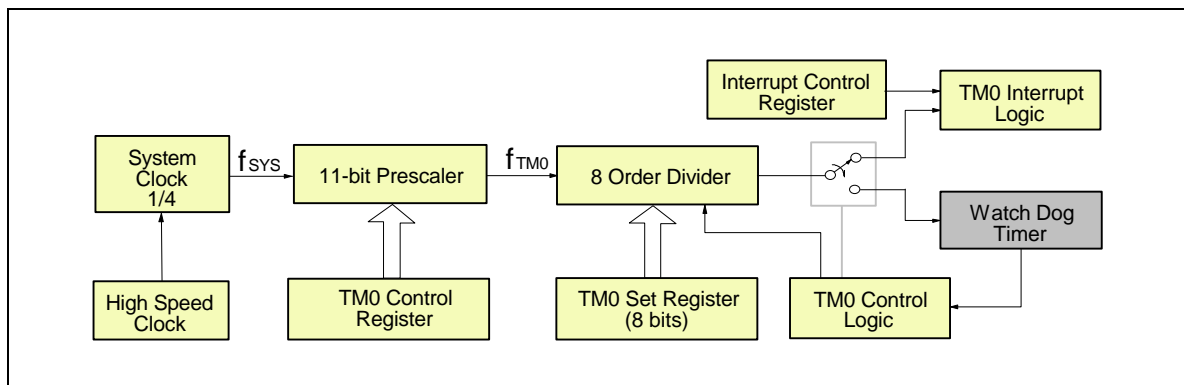 Interrupt Control
Register
TM0 Interrupt
Logic
System
Clock
1/4
fSYS
11-bit Prescaler
fTM0
8 Order Divider
Watch Dog
Timer
High Speed
Clock
TM0 Control
Register
TM0 Set Register
(8 bits)
TM0 Control
Logic